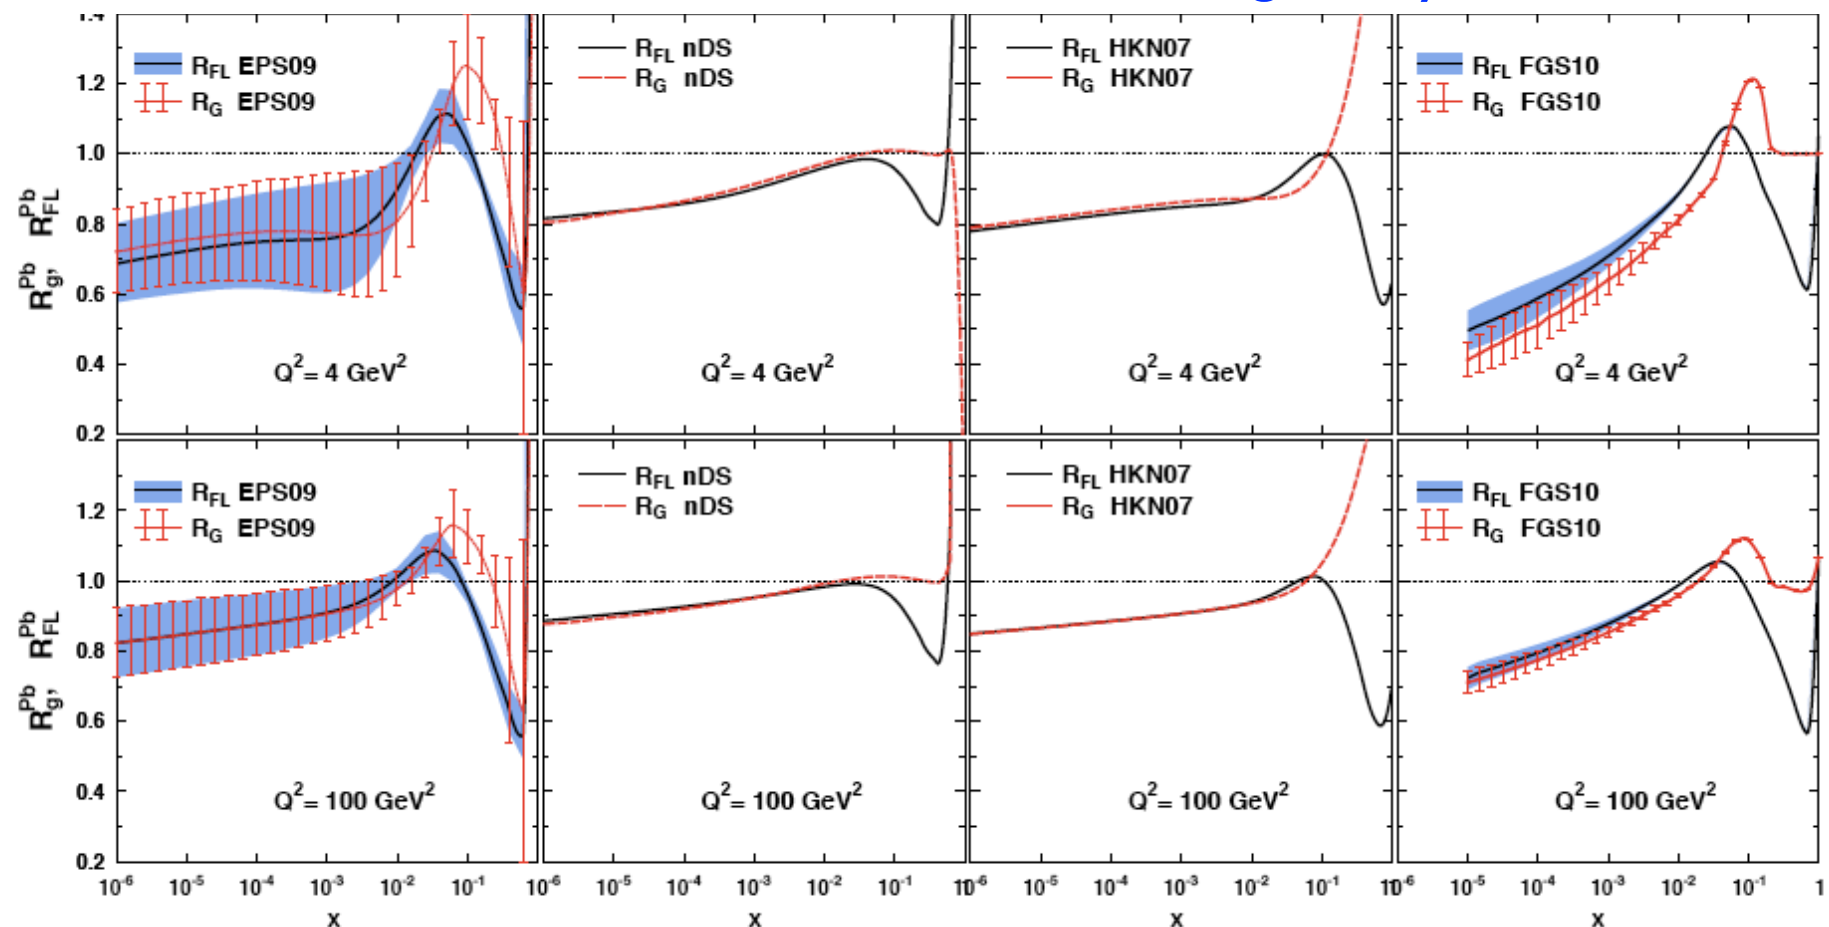 1.4
1.2
1.0
0.8
0.6
0.4
0.2
R_g^Pb, R_FL^Pb
R_FL EPS09
R_G EPS09
Q^2= 4 GeV^2
R_FL nDS
R_G nDS
Q^2= 4 GeV^2
R_FL HKN07
R_G HKN07
Q^2= 4 GeV^2
R_FL FGS10
R_G FGS10
Q^2= 4 GeV^2
1.2
1.0
0.8
0.6
0.4
0.2
R_g^Pb, R_FL^Pb
R_FL EPS09
R_G EPS09
Q^2= 100 GeV^2
R_FL nDS
R_G nDS
Q^2= 100 GeV^2
R_FL HKN07
R_G HKN07
Q^2= 100 GeV^2
R_FL FGS10
R_G FGS10
Q^2= 100 GeV^2
10^-6 10^-5 10^-4 10^-3 10^-2 10^-1 10^-6 10^-5 10^-4 10^-3 10^-2 10^-1 10^-6 10^-5 10^-4 10^-3 10^-2 10^-1 10^-6 10^-5 10^-4 10^-3 10^-2 10^-1 1
x x x x